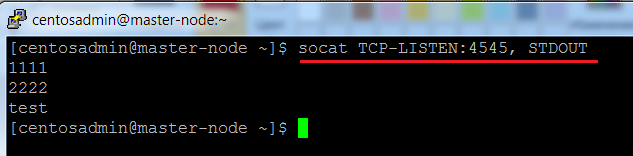 centosadmin@master-node:~
[centosadmin@master-node ~]$ socat TCP-LISTEN:4545, STDOUT
1111
2222
test
[centosadmin@master-node ~]$